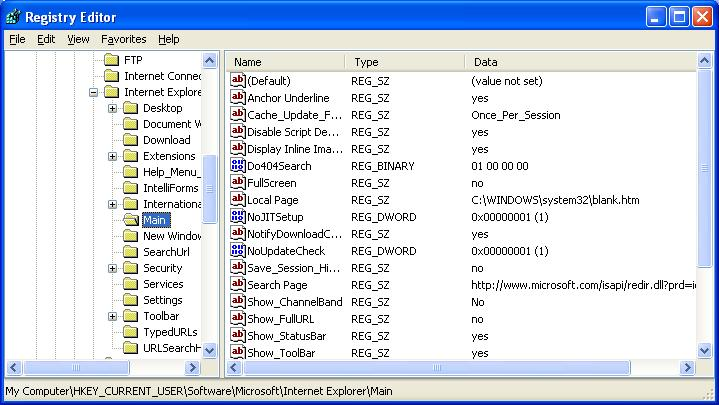 Registry Editor
File Edit View Favorites Help
FTP
Internet Connec
Internet Explore
Desktop
Document W
Download
Extensions
Help_Menu_
IntelliForms
Internationa
Main
New Window
SearchUrl
Security
Services
Settings
Toolbar
TypedURLs
URLSearchH
Name Type Data
(Default) REG_SZ (value not set)
Anchor Underline REG_SZ yes
Cache_Update_F... REG_SZ Once_Per_Session
Disable Script De... REG_SZ yes
Display Inline Ima... REG_SZ yes
Do404Search REG_BINARY 01 00 00 00
FullScreen REG_SZ no
Local Page REG_SZ C:\WINDOWS\system32\blank.htm
NoJITSetup REG_DWORD 0x00000001 (1)
NotifyDownloadC... REG_SZ yes
NoUpdateCheck REG_DWORD 0x00000001 (1)
Save_Session_Hi... REG_SZ no
Search Page REG_SZ http://www.microsoft.com/isapi/redir.dll?prd=i
Show_ChannelBand REG_SZ No
Show_FullURL REG_SZ no
Show_StatusBar REG_SZ yes
Show_ToolBar REG_SZ yes
My Computer\HKEY_CURRENT_USER\Software\Microsoft\Internet Explorer\Main